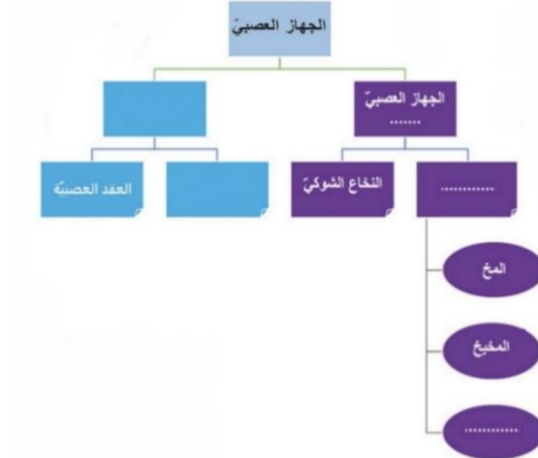 الجهاز العصبيّ
الجهاز العصبيّ
.......
العقد العصبيّة
النخاع الشوكيّ
............
المخ
المخيخ
............